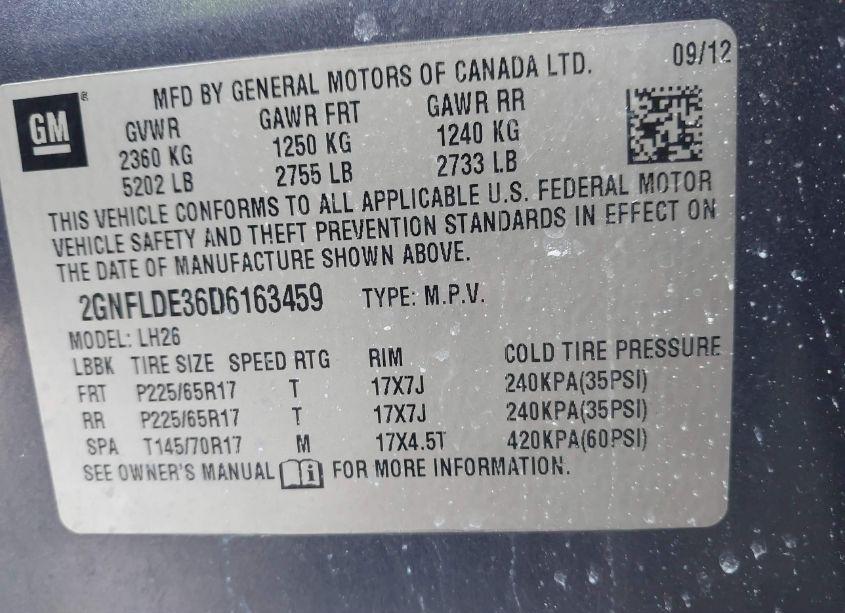 09/12
MFD BY GENERAL MOTORS OF CANADA LTD.
GM
®
GVWR GAWR FRT GAWR RR
2360 KG 1250 KG 1240 KG
5202 LB 2755 LB 2733 LB
THIS VEHICLE CONFORMS TO ALL APPLICABLE U.S. FEDERAL MOTOR
VEHICLE SAFETY AND THEFT PREVENTION STANDARDS IN EFFECT ON
THE DATE OF MANUFACTURE SHOWN ABOVE.
2GNFLDE36D6163459 TYPE: M.P.V.
MODEL: LH26
LBBK TIRE SIZE SPEED RTG RIM COLD TIRE PRESSURE
FRT P225/65R17 T 17X7J 240KPA(35PSI)
RR P225/65R17 T 17X7J 240KPA(35PSI)
SPA T145/70R17 M 17X4.5T 420KPA(60PSI)
SEE OWNER'S MANUAL i FOR MORE INFORMATION.